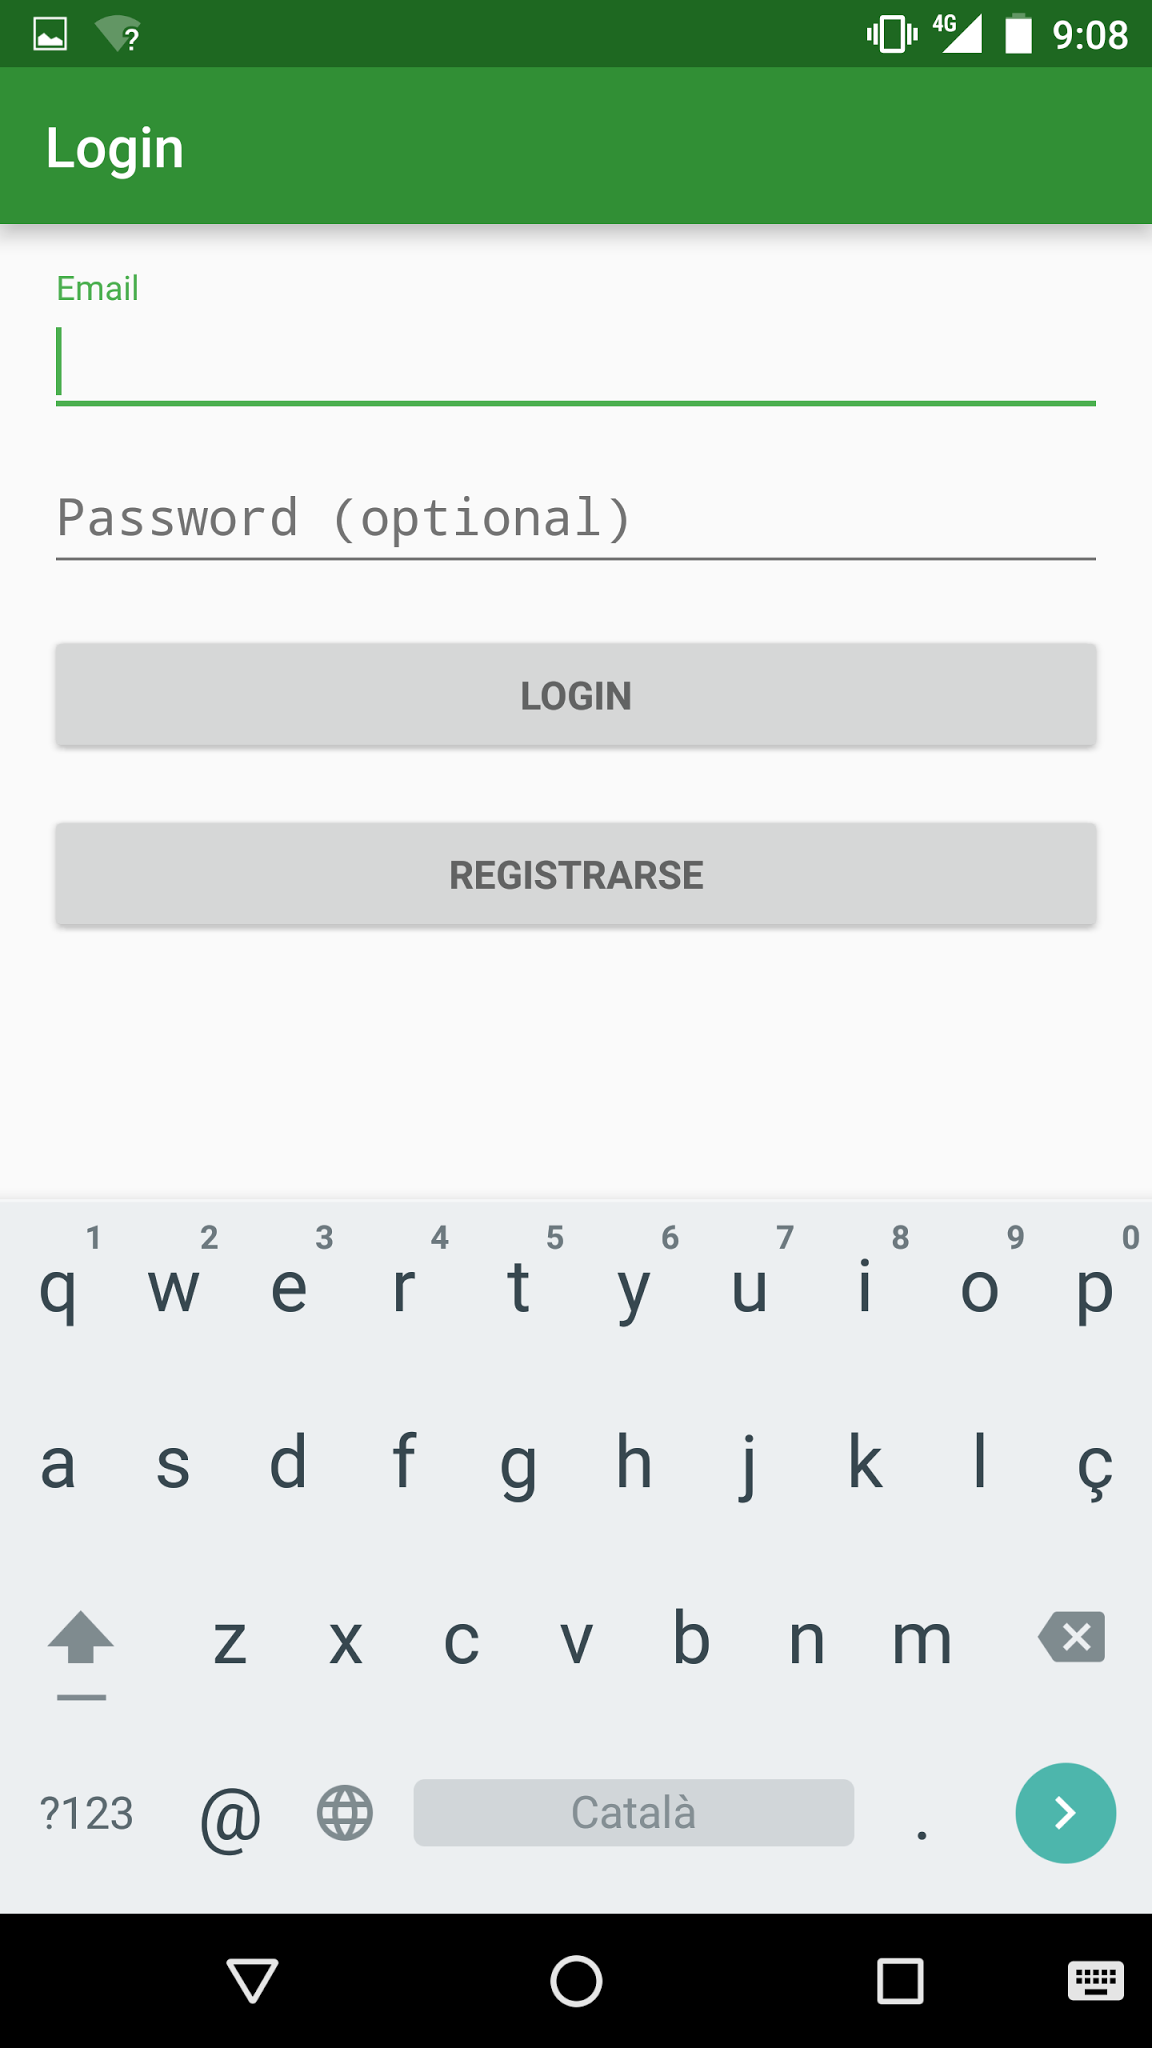 4G 9:08
Login
Email
Password (optional)
LOGIN
REGISTRARSE
1 2 3 4 5 6 7 8 9 0
q w e r t y u i o p
a s d f g h j k l ç
z x c v b n m
?123 @ Català .